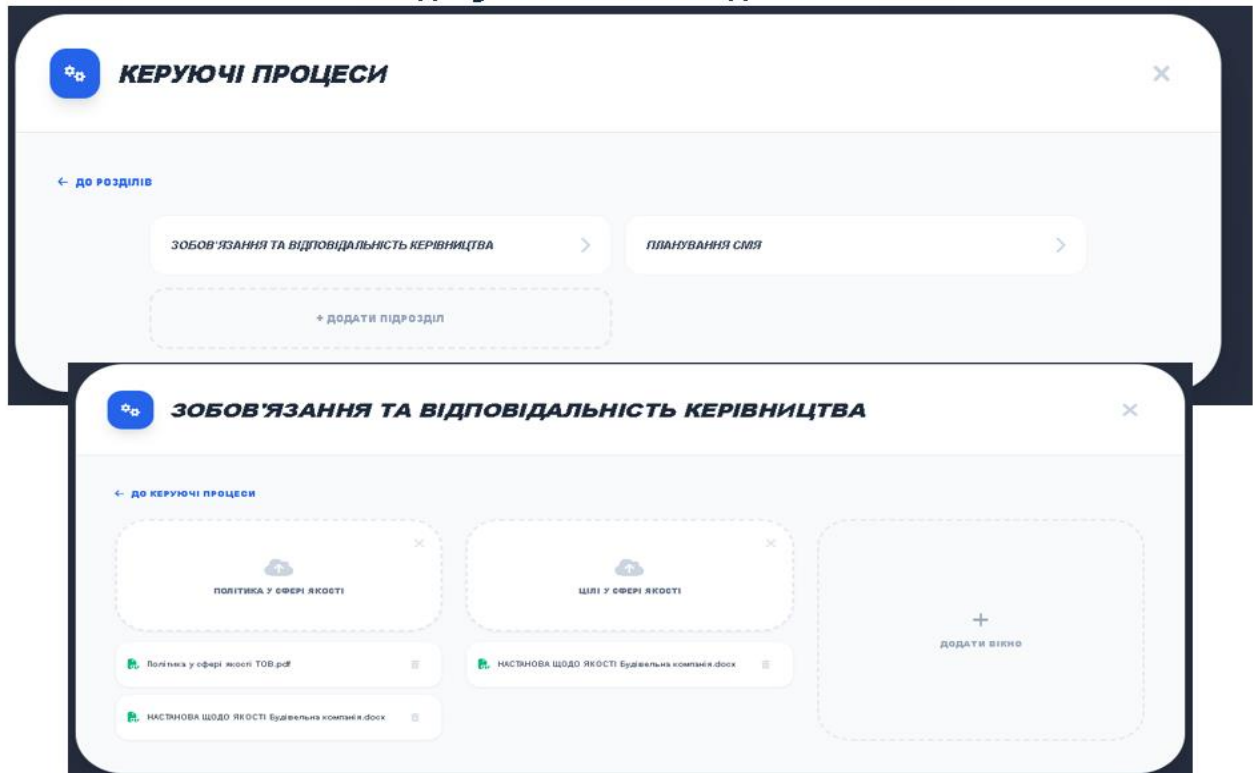 КЕРУЮЧІ ПРОЦЕСИ
← ДО РОЗДІЛІВ
ЗОБОВ'ЯЗАННЯ ТА ВІДПОВІДАЛЬНІСТЬ КЕРІВНИЦТВА
ПЛАНУВАННЯ СМЯ
+ ДОДАТИ ПІДРОЗДІЛ
ЗОБОВ'ЯЗАННЯ ТА ВІДПОВІДАЛЬНІСТЬ КЕРІВНИЦТВА
← ДО КЕРУЮЧІ ПРОЦЕСИ
ПОЛІТИКА У СФЕРІ ЯКОСТІ
ЦІЛІ У СФЕРІ ЯКОСТІ
+
ДОДАТИ ВІКНО
Політика у сфері якості ТОВ.pdf
НАСТАНОВА ЩОДО ЯКОСТІ Будівельна компанія.docx
НАСТАНОВА ЩОДО ЯКОСТІ Будівельна компанія.docx